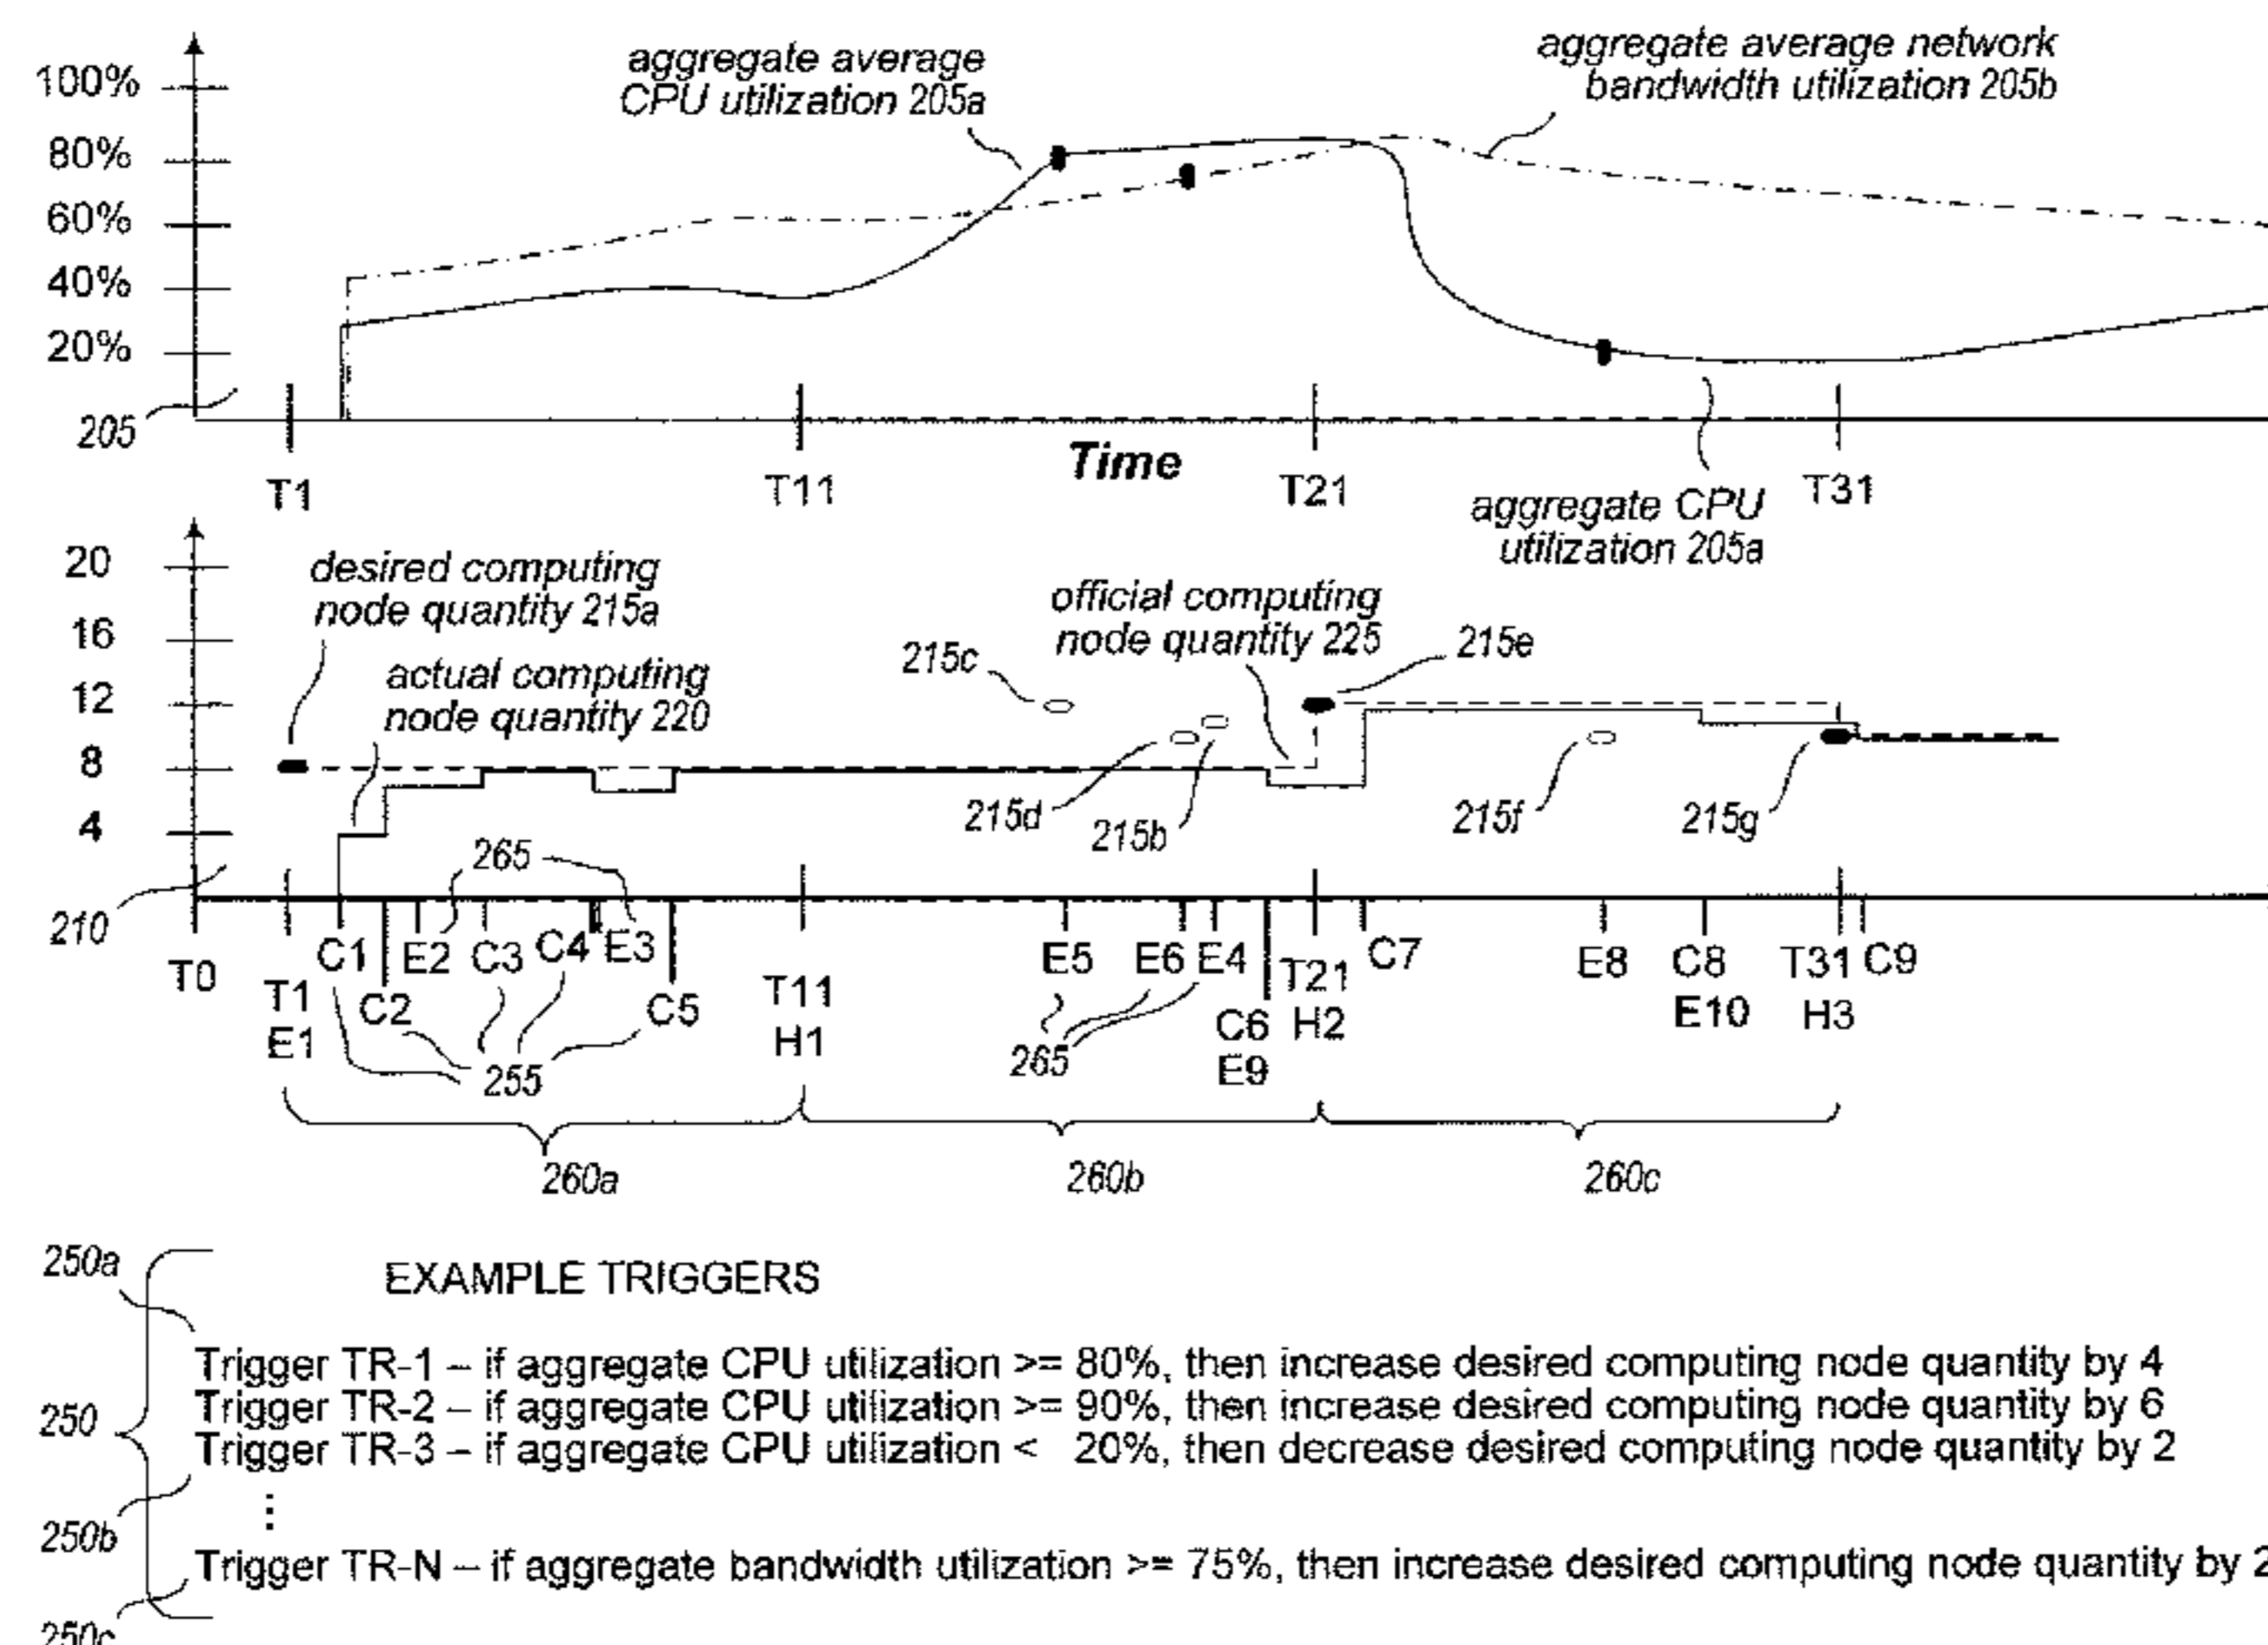 aggregate average
CPU utilization 205a
aggregate average network
bandwidth utilization 205b
100%
80%
60%
40%
20%
205
T1
T11
Time
T21
T31
aggregate CPU
utilization 205a
20
16
12
8
4
desired computing
node quantity 215a
actual computing
node quantity 220
215c
official computing
node quantity 225
215e
215d
215b
215f
215g
265
210
T0
T1
E1
C1
C2
E2
C3
C4
E3
C5
T11
H1
E5
E6
E4
C6
E9
T21
H2
C7
E8
C8
E10
T31
H3
C9
255
265
260a
260b
260c
250a
EXAMPLE TRIGGERS
Trigger TR-1 – if aggregate CPU utilization >= 80%, then increase desired computing node quantity by 4
250
Trigger TR-2 – if aggregate CPU utilization >= 90%, then increase desired computing node quantity by 6
Trigger TR-3 – if aggregate CPU utilization < 20%, then decrease desired computing node quantity by 2
⋮
250b
Trigger TR-N – if aggregate bandwidth utilization >= 75%, then increase desired computing node quantity by 2
250c